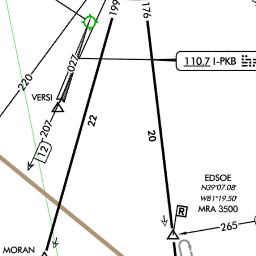 199
176
110.7 I-PKB
027
220
VERSI
207
12
22
20
EDSOE
N39°07.08'
W81°19.50'
MRA 3500
R
265
MORAN